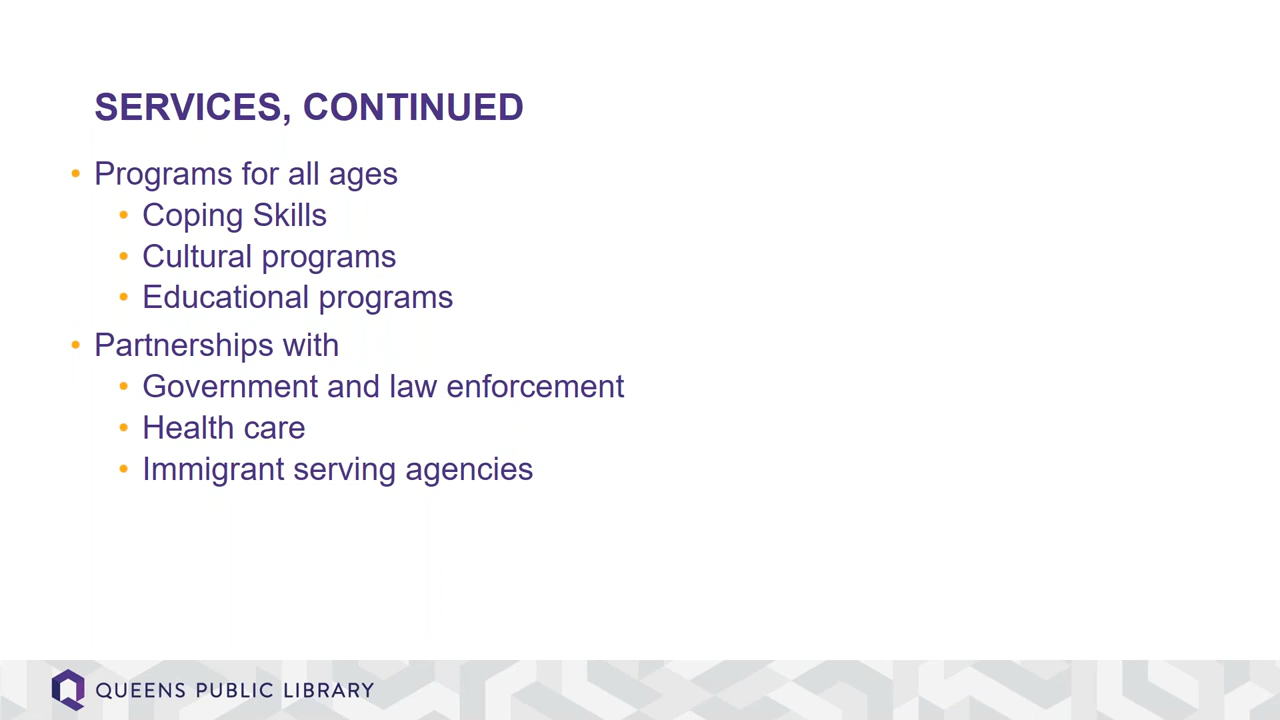 SERVICES, CONTINUED
• Programs for all ages
• Coping Skills
• Cultural programs
• Educational programs
• Partnerships with
• Government and law enforcement
• Health care
• Immigrant serving agencies
QUEENS PUBLIC LIBRARY